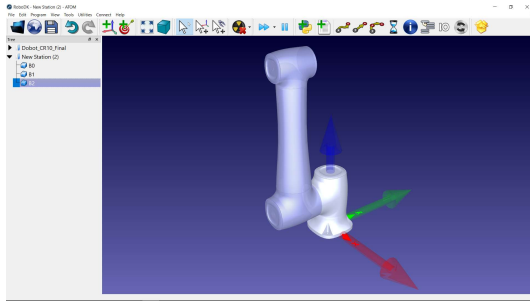 RoboDK - New Station (2) - ATOM
File Edit Program View Tools Utilities Connect Help
Tree
Dobot_CR10_Final
New Station (2)
B0
B1
B2